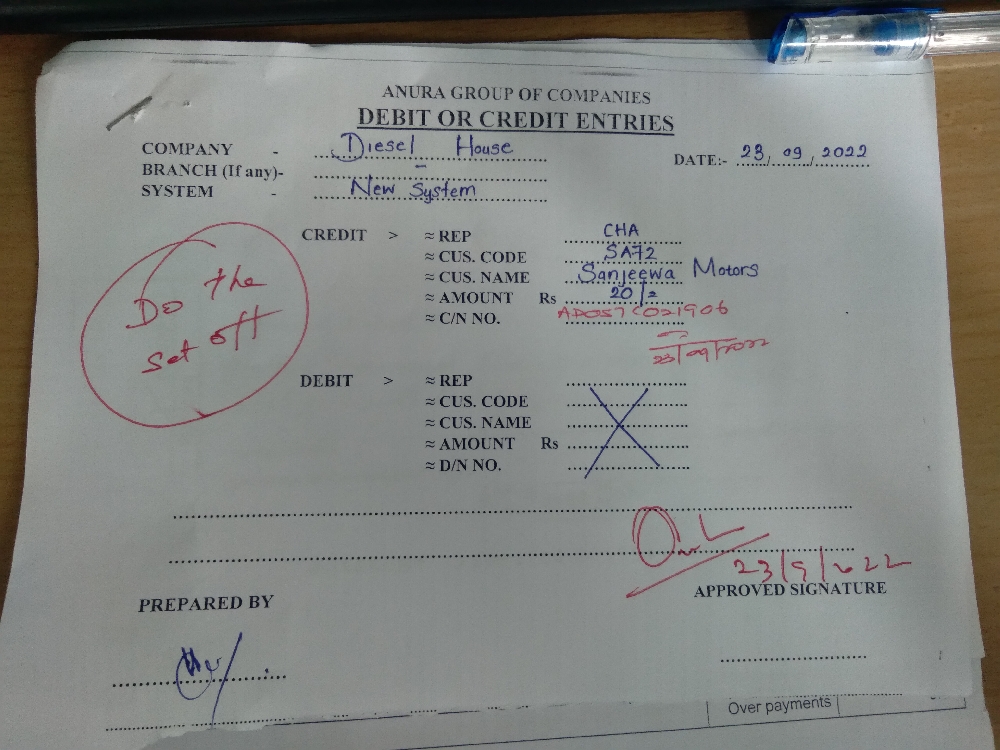 ANURA GROUP OF COMPANIES
DEBIT OR CREDIT ENTRIES
COMPANY - Diesel House
BRANCH (If any)- -
SYSTEM - New System
DATE:- 23/09/2022
CREDIT > ≈ REP CHA
≈ CUS. CODE SA72
≈ CUS. NAME Sanjeewa Motors
≈ AMOUNT Rs 20/=
≈ C/N NO. AD057C021906
23/09/2022
Do the
set off
DEBIT > ≈ REP
≈ CUS. CODE
≈ CUS. NAME
≈ AMOUNT Rs
≈ D/N NO.
23/9/2022
PREPARED BY
APPROVED SIGNATURE
Over payments